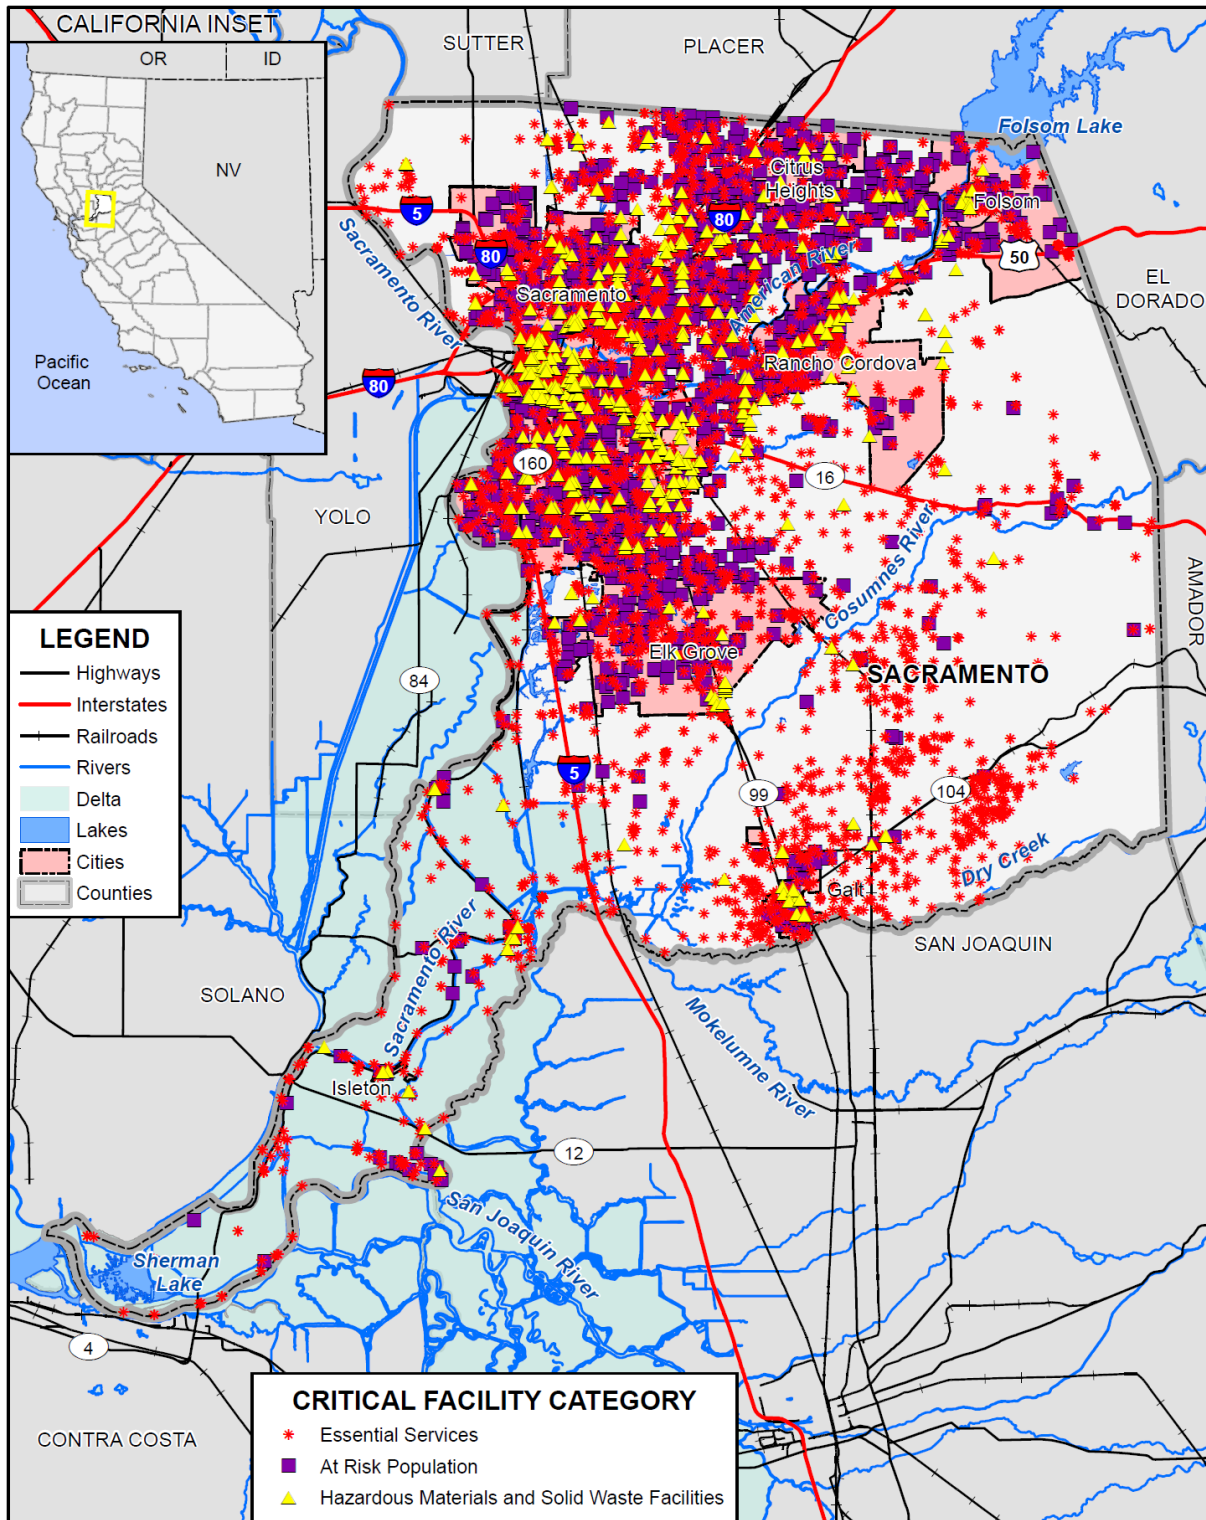 CALIFORNIA INSET
OR
ID
NV
Pacific
Ocean
SUTTER
PLACER
Folsom Lake
Citrus
Heights
Folsom
5
80
80
50
Sacramento River
American River
Sacramento
EL
DORADO
Rancho Cordova
80
160
16
YOLO
Cosumnes River
AMADOR
Elk Grove
SACRAMENTO
LEGEND
Highways
Interstates
Railroads
Rivers
Delta
Lakes
Cities
Counties
84
5
99
104
Dry Creek
Galt
SAN JOAQUIN
Sacramento River
SOLANO
Mokelumne River
Isleton
12
San Joaquin River
Sherman
Lake
4
CONTRA COSTA
CRITICAL FACILITY CATEGORY
Essential Services
At Risk Population
Hazardous Materials and Solid Waste Facilities